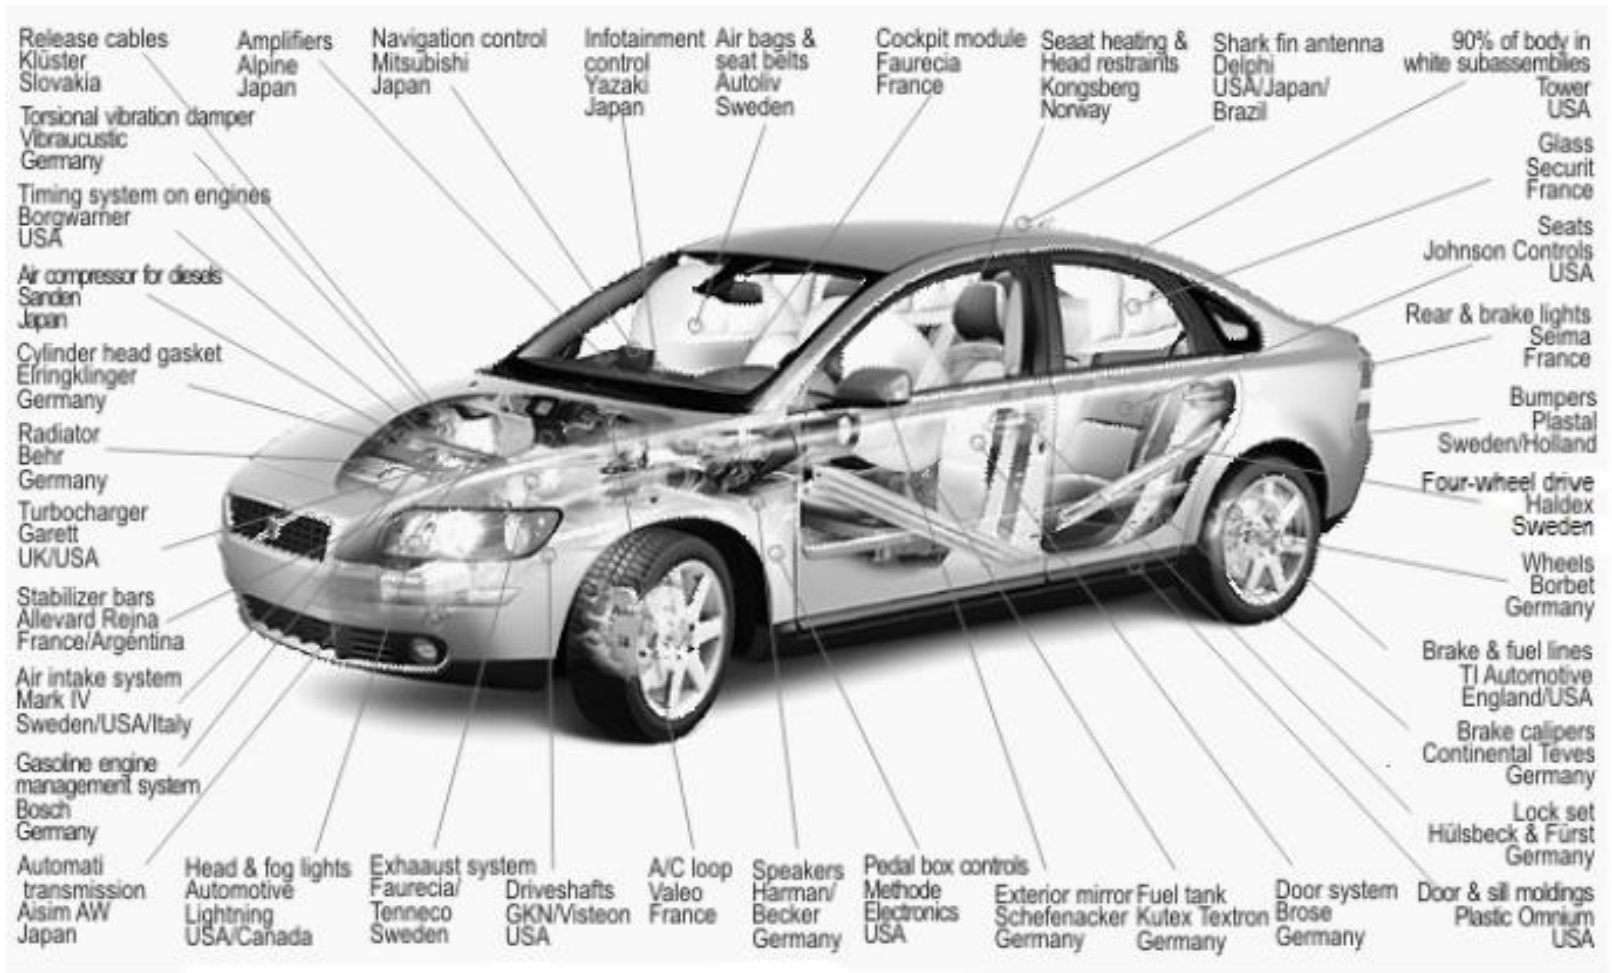 Release cables
Klüster
Slovakia
Amplifiers
Alpine
Japan
Navigation control
Mitsubishi
Japan
Infotainment
control
Yazaki
Japan
Air bags &
seat belts
Autoliv
Sweden
Cockpit module
Faurecia
France
Seaat heating &
Head restraints
Kongsberg
Norway
Shark fin antenna
Delphi
USA/Japan/
Brazil
90% of body in
white subassemblies
Tower
USA
Torsional vibration damper
Vibraucustic
Germany
Timing system on engines
Borgwarner
USA
Air compressor for diesels
Sanden
Japan
Cylinder head gasket
Elringklinger
Germany
Radiator
Behr
Germany
Turbocharger
Garett
UK/USA
Stabilizer bars
Allevard Rejna
France/Argentina
Air intake system
Mark IV
Sweden/USA/Italy
Gasoline engine
management system
Bosch
Germany
Automati
transmission
Aisim AW
Japan
Head & fog lights
Automotive
Lightning
USA/Canada
Exhaaust system
Faurecia/
Tenneco
Sweden
Driveshafts
GKN/Visteon
USA
A/C loop
Valeo
France
Speakers
Harman/
Becker
Germany
Pedal box controls
Methode
Electronics
USA
Exterior mirror
Schefenacker
Germany
Fuel tank
Kutex Textron
Germany
Door system
Brose
Germany
Glass
Securit
France
Seats
Johnson Controls
USA
Rear & brake lights
Seima
France
Bumpers
Plastal
Sweden/Holland
Four-wheel drive
Haldex
Sweden
Wheels
Borbet
Germany
Brake & fuel lines
TI Automotive
England/USA
Brake calipers
Continental Teves
Germany
Lock set
Hülsbeck & Fürst
Germany
Door & sill moldings
Plastic Omnium
USA